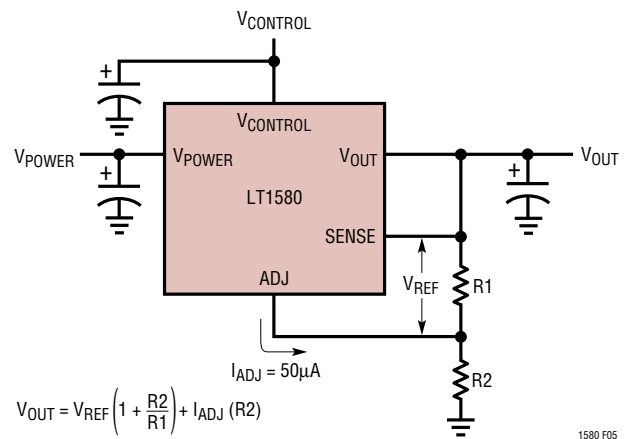 VCONTROL
+
VCONTROL
VPOWER
VPOWER
VOUT
VOUT
+
+
LT1580
SENSE
ADJ
VREF
R1
IADJ = 50µA
R2
VOUT = VREF (1 + R2/R1) + IADJ (R2)
1580 F05